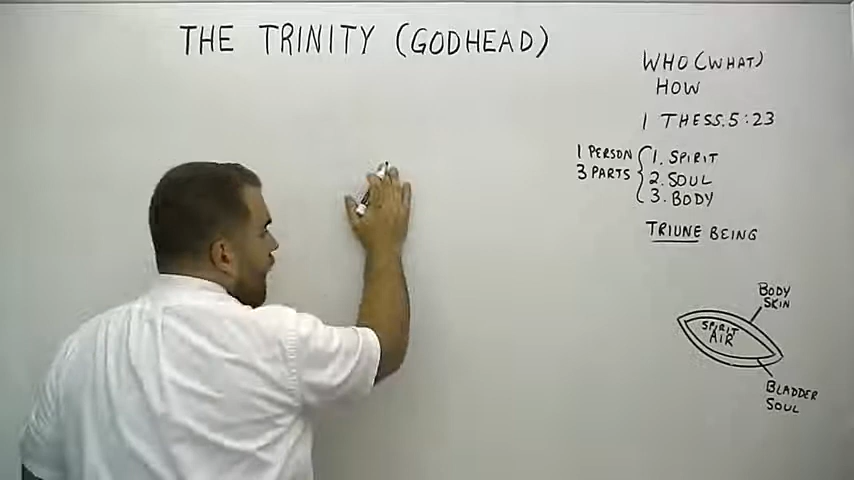 THE TRINITY (GODHEAD)
WHO (WHAT)
HOW
1 THESS. 5:23
1 PERSON
3 PARTS
1. SPIRIT
2. SOUL
3. BODY
TRIUNE BEING
BODY
SKIN
SPIRIT
AIR
BLADDER
SOUL